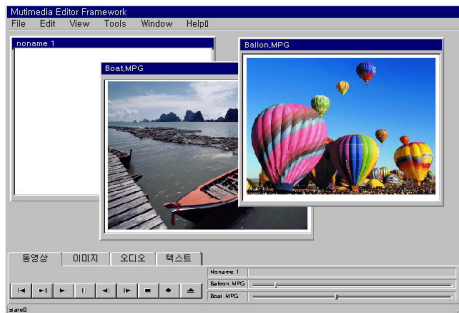 Mutimedia Editor Framework
File Edit View Tools Window Help
noname 1
Boat,MPG
Ballon,MPG
동영상 이미지 오디오 텍스트
Noname 1
Balloon,MPG
Boat,MPG
state0